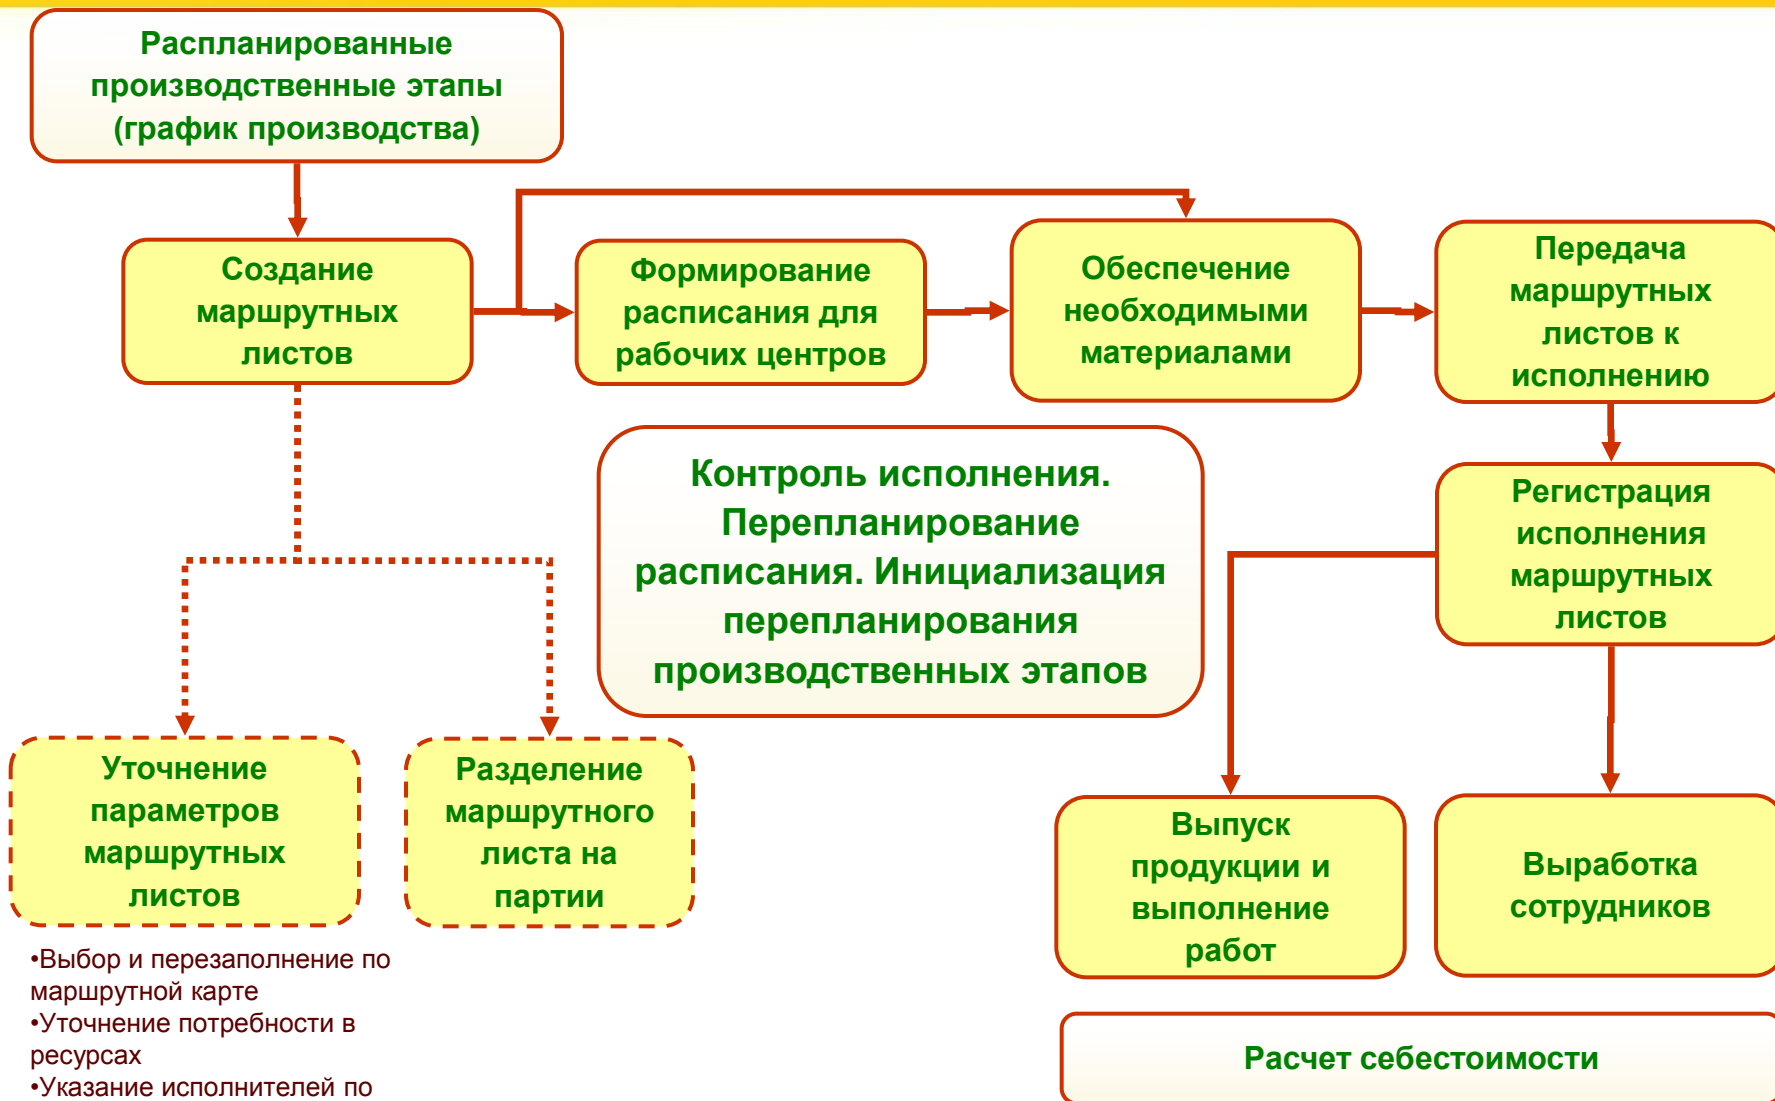 Распланированные
производственные этапы
(график производства)
Создание
маршрутных
листов
Формирование
расписания для
рабочих центров
Обеспечение
необходимыми
материалами
Передача
маршрутных
листов к
исполнению
Контроль исполнения.
Перепланирование
расписания. Инициализация
перепланирования
производственных этапов
Регистрация
исполнения
маршрутных
листов
Уточнение
параметров
маршрутных
листов
Разделение
маршрутного
листа на
партии
Выпуск
продукции и
выполнение
работ
Выработка
сотрудников
•Выбор и перезаполнение по
маршрутной карте
•Уточнение потребности в
ресурсах
•Указание исполнителей по
Расчет себестоимости